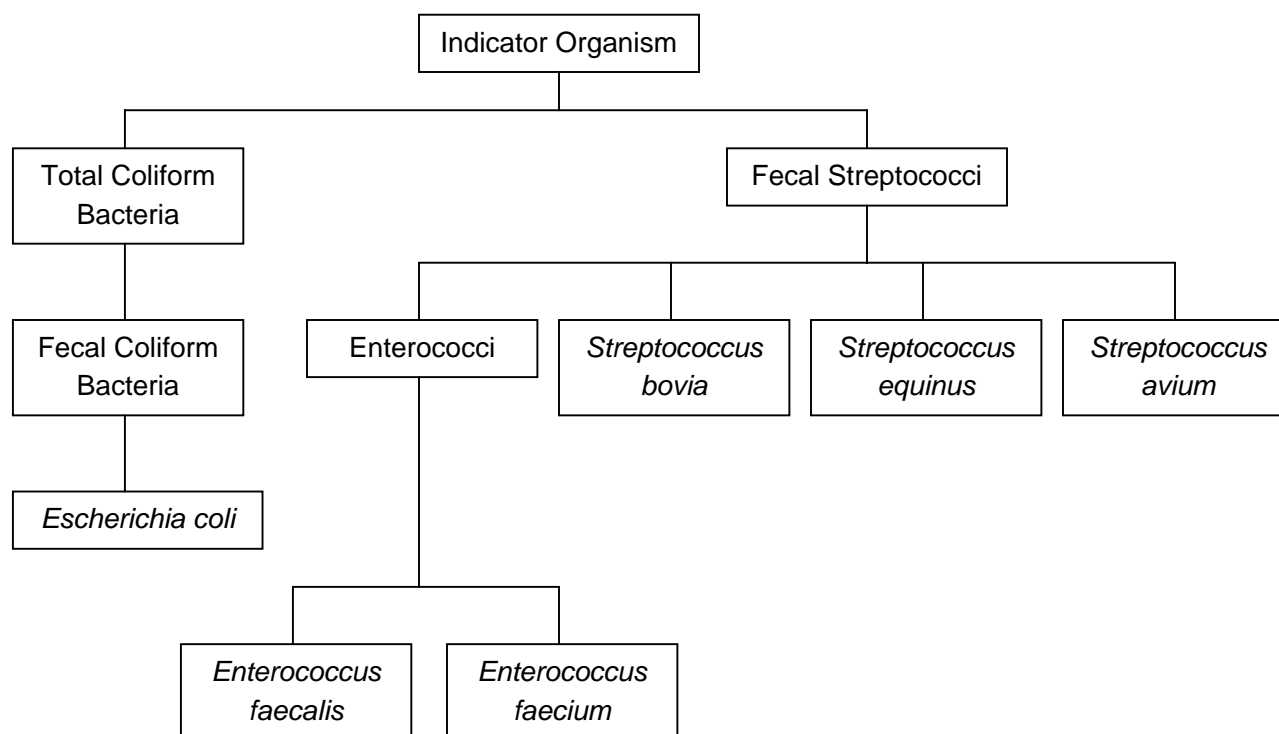 Indicator Organism
Total Coliform
Bacteria
Fecal Streptococci
Fecal Coliform
Bacteria
Enterococci
Streptococcus
bovia
Streptococcus
equinus
Streptococcus
avium
Escherichia coli
Enterococcus
faecalis
Enterococcus
faecium